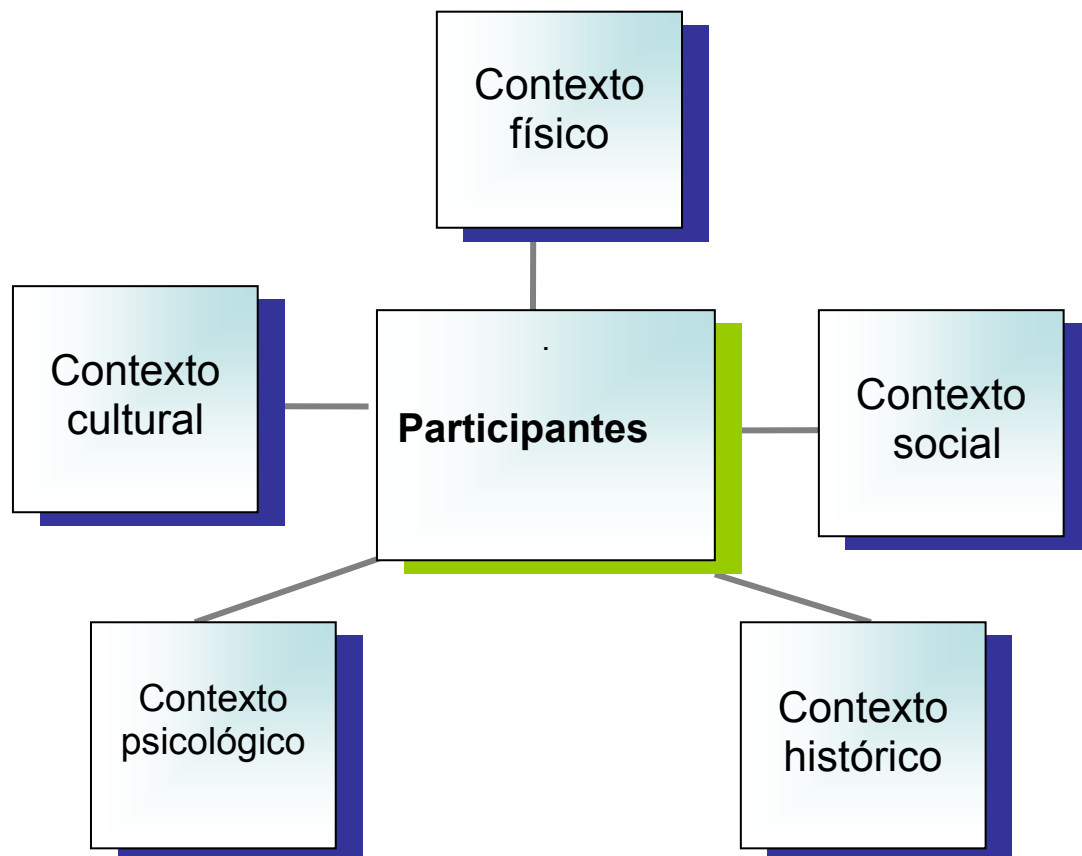 Contexto
físico
Contexto
cultural
.
Participantes
Contexto
social
Contexto
psicológico
Contexto
histórico